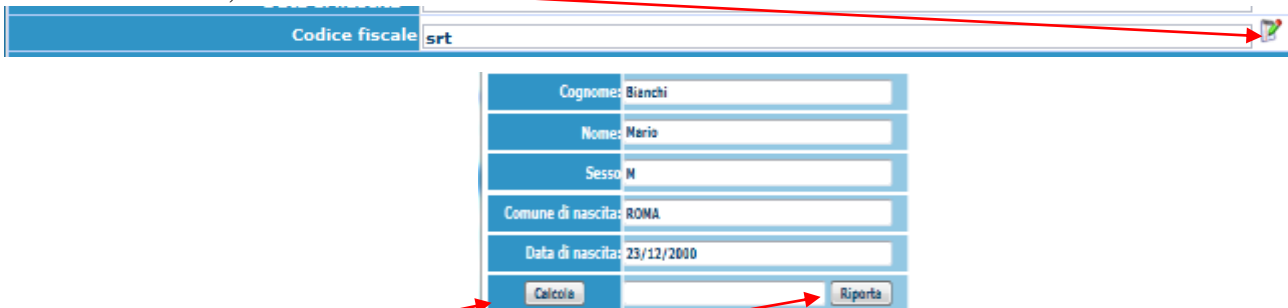 Codice fiscale srt
Cognome: Bianchi
Nome: Mario
Sesso M
Comune di nascita: ROMA
Data di nascita: 23/12/2000
Calcola Riporta